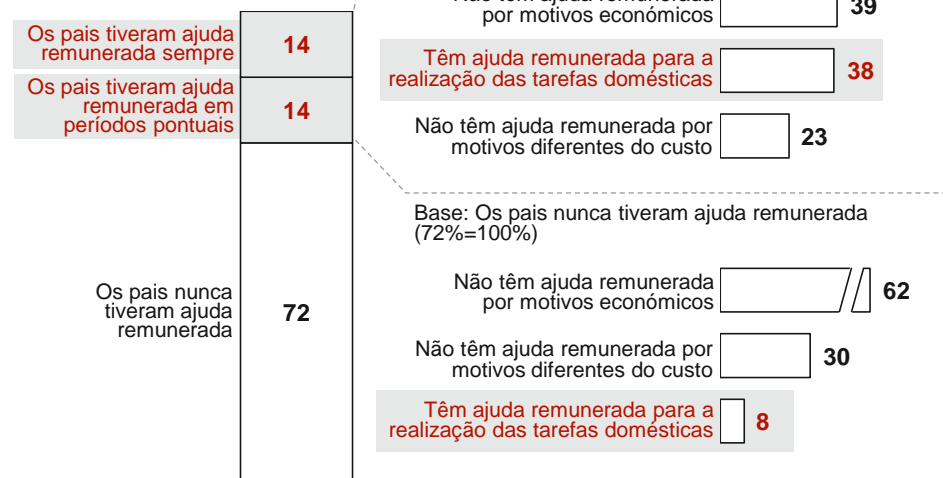 Não têm ajuda remunerada
por motivos económicos
39
Os pais tiveram ajuda
remunerada sempre
14
Têm ajuda remunerada para a
realização das tarefas domésticas
38
Os pais tiveram ajuda
remunerada em
períodos pontuais
14
Não têm ajuda remunerada por
motivos diferentes do custo
23
Base: Os pais nunca tiveram ajuda remunerada
(72%=100%)
Os pais nunca
tiveram ajuda
remunerada
72
Não têm ajuda remunerada
por motivos económicos
62
Não têm ajuda remunerada por
motivos diferentes do custo
30
Têm ajuda remunerada para a
realização das tarefas domésticas
8